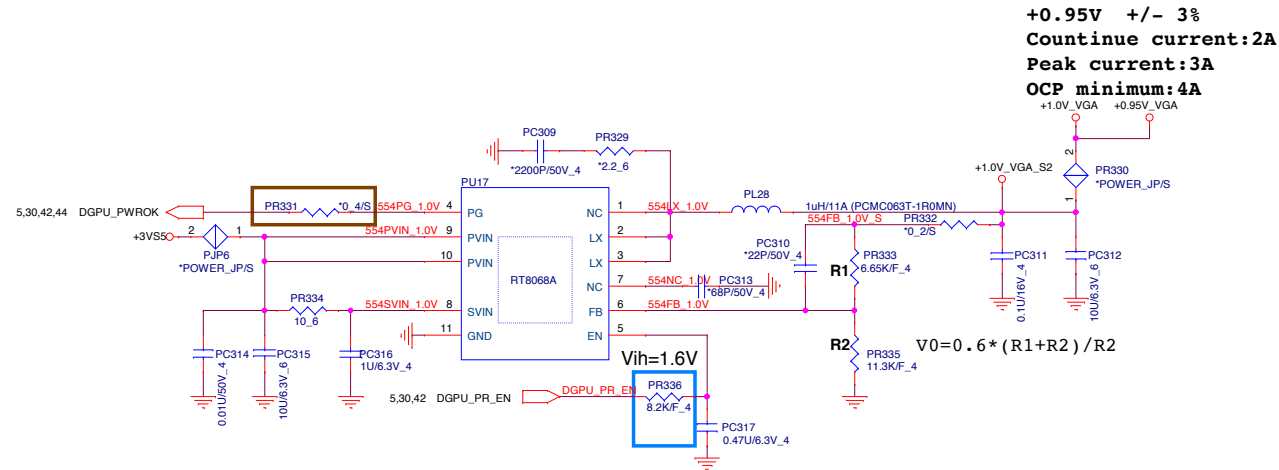 +0.95V +/- 3%
Countinue current:2A
Peak current:3A
OCP minimum:4A
+1.0V_VGA +0.95V_VGA
PC309
*2200P/50V_4
PR329
*2.2_6
2
PR330
*POWER_JP/S
1
+1.0V_VGA_S2
PU17
5,30,42,44 DGPU_PWROK
PR331 *0_4/S
554PG_1.0V 4 PG
NC 1 554LX_1.0V
PL28
1uH/11A (PCMC063T-1R0MN)
554FB_1.0V_S
PR332
*0_2/S
+3VS5 2 1
PJP6
*POWER_JP/S
554PVIN_1.0V 9 PVIN
LX 2
10 PVIN
LX 3
RT8068A
PC310
*22P/50V_4
R1
PR333
6.65K/F_4
PC311
0.1U/16V_4
PC312
10U/6.3V_6
NC 7 554NC_1.0V
PC313
*68P/50V_4
PR334
10_6
554SVIN_1.0V 8 SVIN
FB 6 554FB_1.0V
11 GND
EN 5
PC314
0.01U/50V_4
PC315
10U/6.3V_6
PC316
1U/6.3V_4
R2
PR335
11.3K/F_4
V0=0.6*(R1+R2)/R2
Vih=1.6V
5,30,42 DGPU_PR_EN
DGPU_PR_EN
PR336
8.2K/F_4
PC317
0.47U/6.3V_4